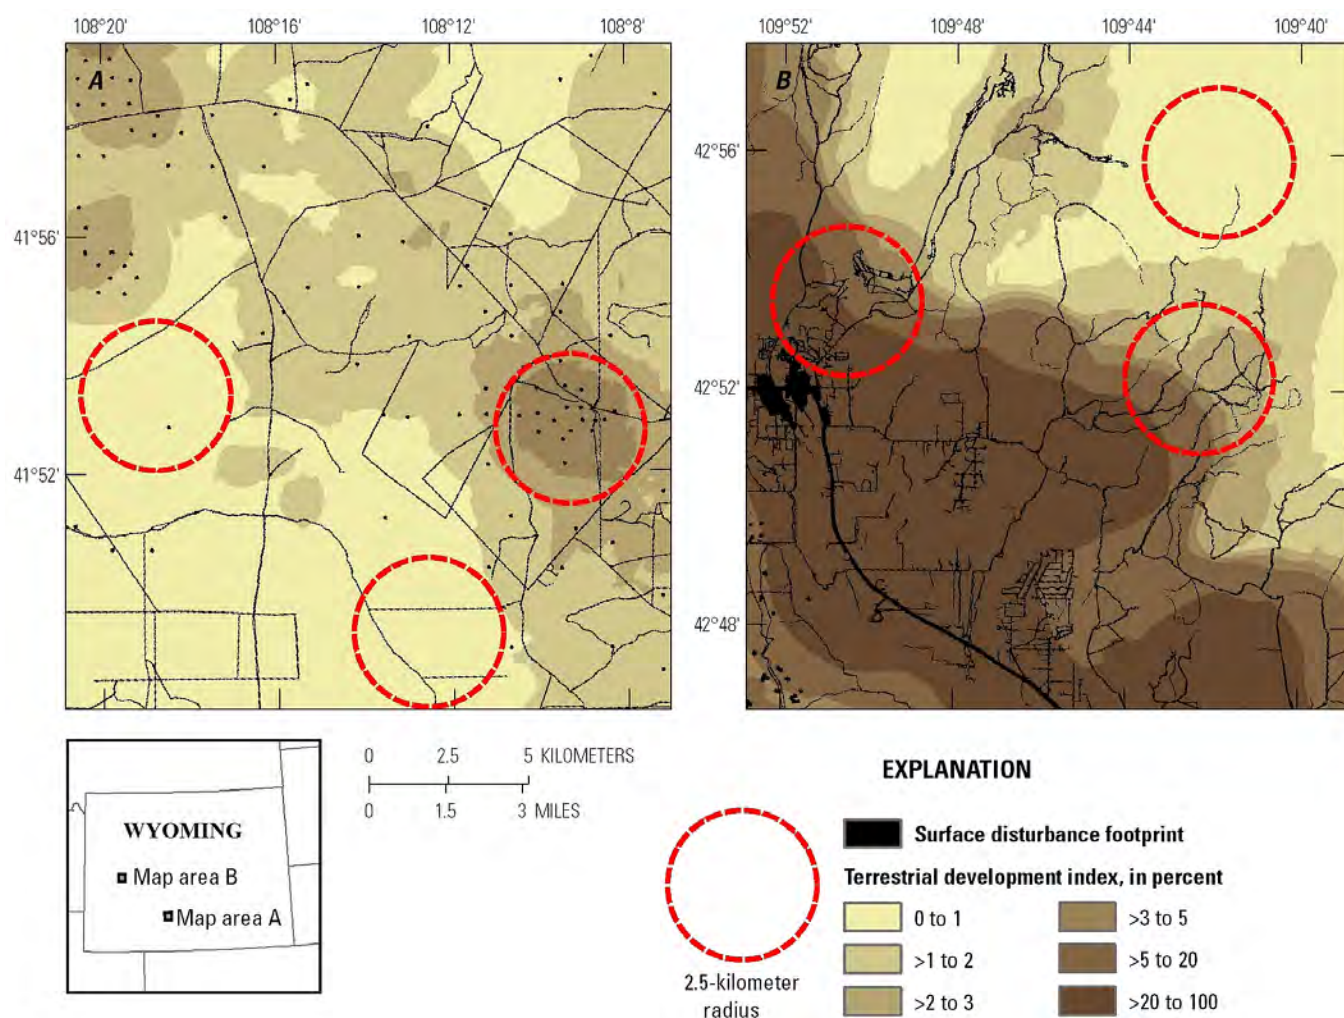 108°20' 108°16' 108°12' 108°8'
109°52' 109°48' 109°44' 109°40'
A
B
41°56'
41°52'
42°56'
42°52'
42°48'
WYOMING
Map area B
Map area A
0 2.5 5 KILOMETERS
0 1.5 3 MILES
EXPLANATION
2.5-kilometer
radius
Surface disturbance footprint
Terrestrial development index, in percent
0 to 1
>1 to 2
>2 to 3
>3 to 5
>5 to 20
>20 to 100